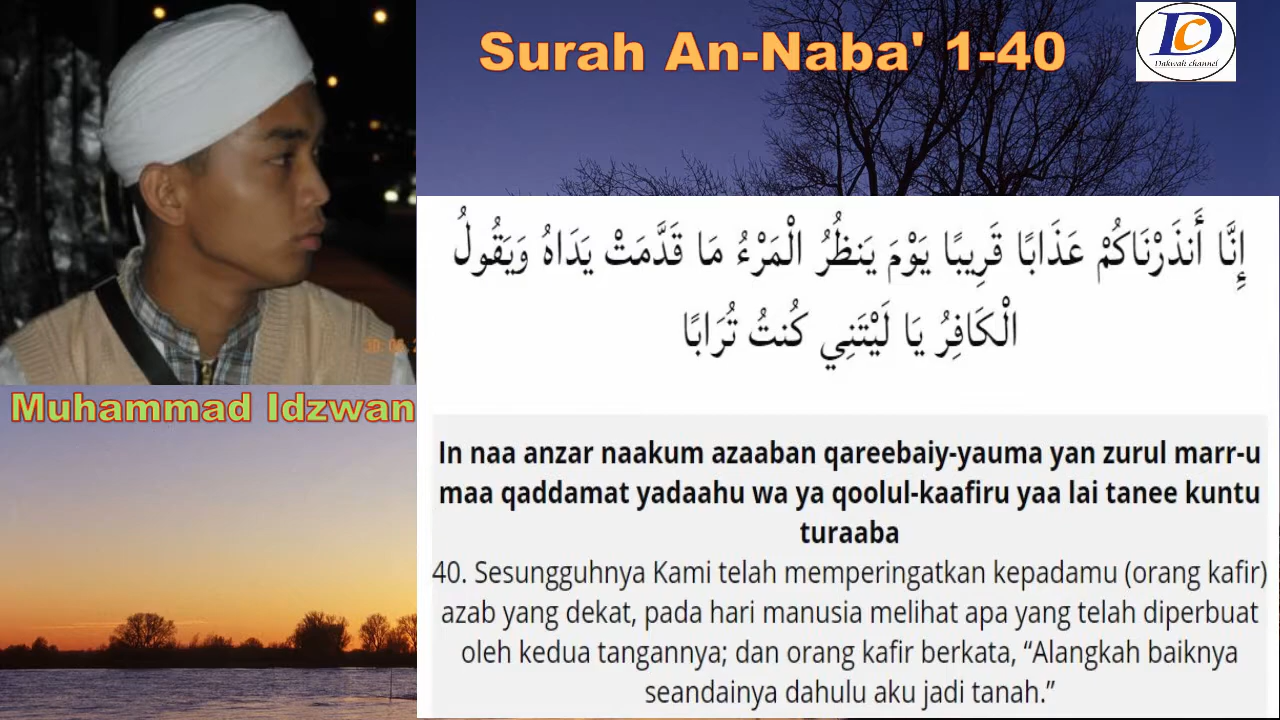 Surah An-Naba' 1-40
DC
Dakwah channel
إِنَّا أَنذَرْنَاكُمْ عَذَابًا قَرِيبًا يَوْمَ يَنظُرُ الْمَرْءُ مَا قَدَّمَتْ يَدَاهُ وَيَقُولُ
الْكَافِرُ يَا لَيْتَنِي كُنتُ تُرَابًا
Muhammad Idzwan
In naa anzar naakum azaaban qareebaiy-yauma yan zurul marr-u
maa qaddamat yadaahu wa ya qoolul-kaafiru yaa lai tanee kuntu
turaaba
40. Sesungguhnya Kami telah memperingatkan kepadamu (orang kafir)
azab yang dekat, pada hari manusia melihat apa yang telah diperbuat
oleh kedua tangannya; dan orang kafir berkata, “Alangkah baiknya
seandainya dahulu aku jadi tanah.”